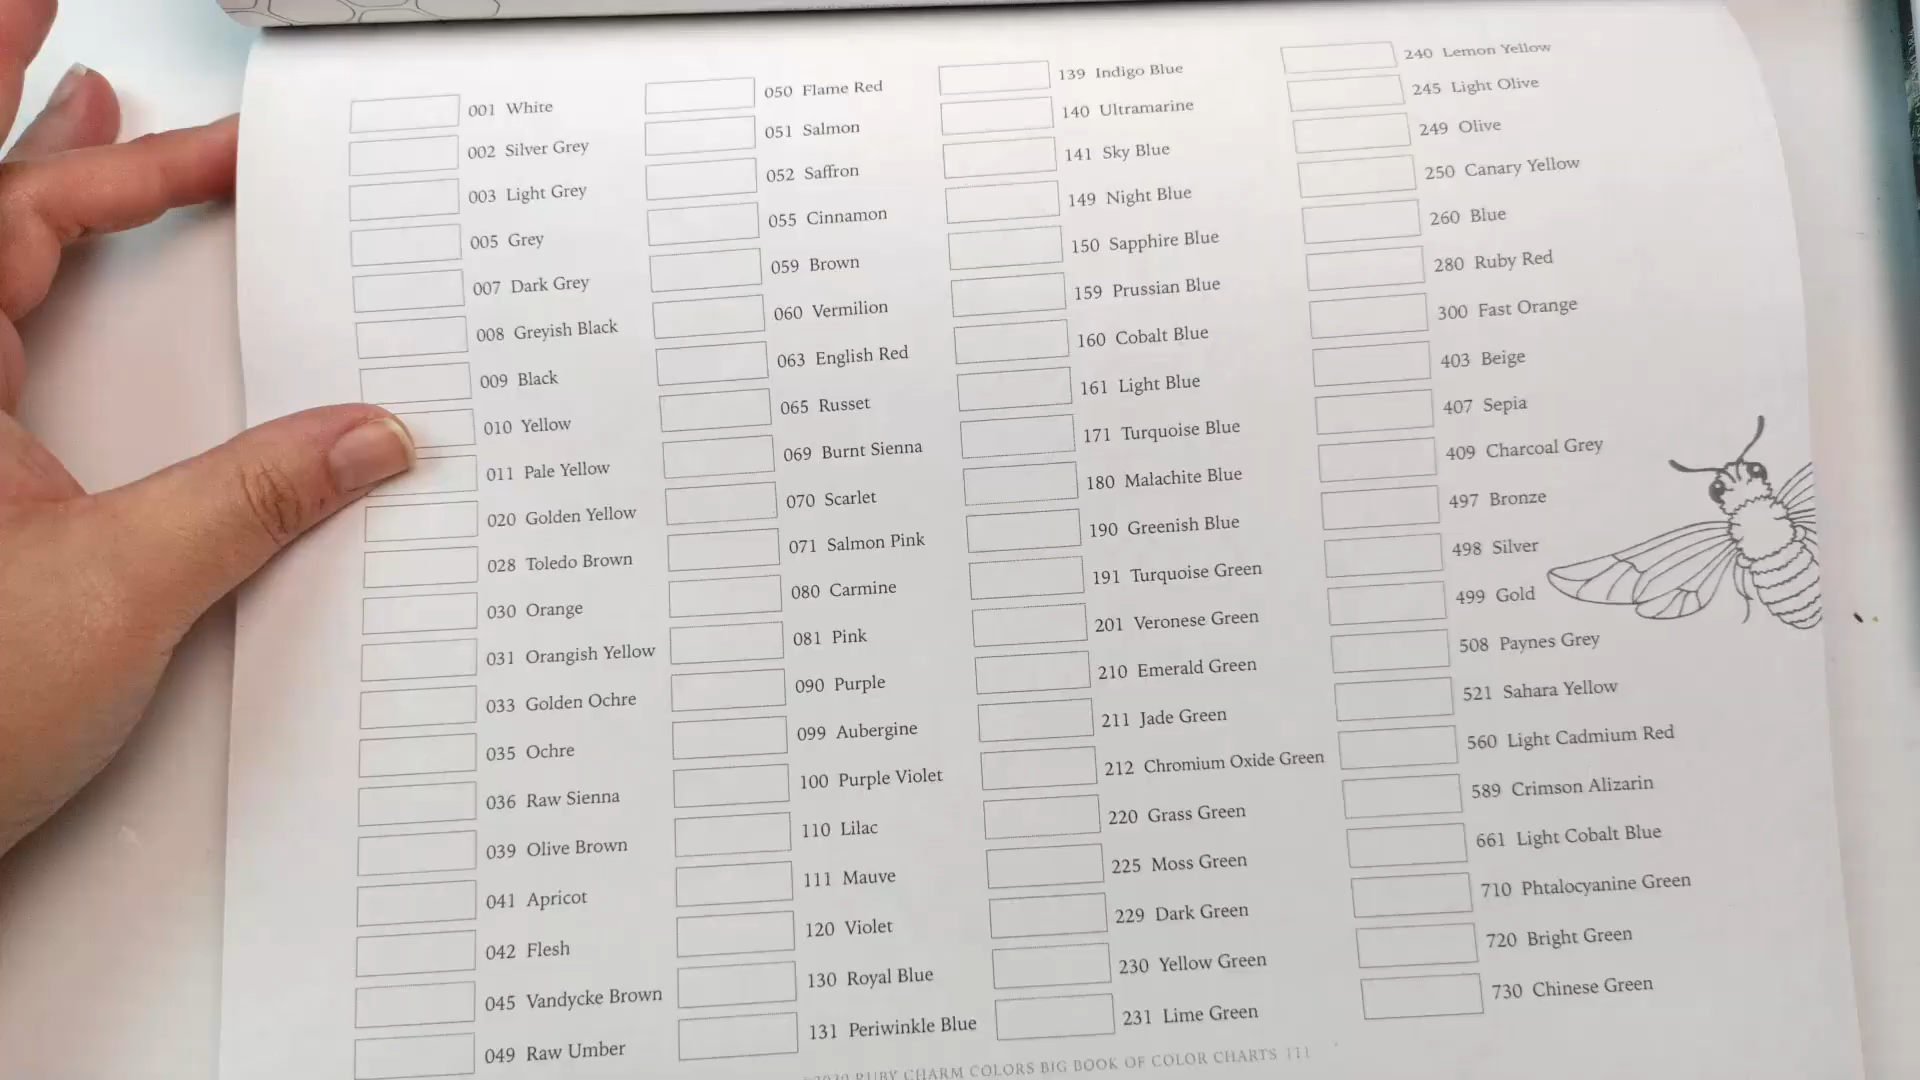 001 White
002 Silver Grey
003 Light Grey
005 Grey
007 Dark Grey
008 Greyish Black
009 Black
010 Yellow
011 Pale Yellow
020 Golden Yellow
028 Toledo Brown
030 Orange
031 Orangish Yellow
033 Golden Ochre
035 Ochre
036 Raw Sienna
039 Olive Brown
041 Apricot
042 Flesh
045 Vandycke Brown
049 Raw Umber
050 Flame Red
051 Salmon
052 Saffron
055 Cinnamon
059 Brown
060 Vermilion
063 English Red
065 Russet
069 Burnt Sienna
070 Scarlet
071 Salmon Pink
080 Carmine
081 Pink
090 Purple
099 Aubergine
100 Purple Violet
110 Lilac
111 Mauve
120 Violet
130 Royal Blue
131 Periwinkle Blue
139 Indigo Blue
140 Ultramarine
141 Sky Blue
149 Night Blue
150 Sapphire Blue
159 Prussian Blue
160 Cobalt Blue
161 Light Blue
171 Turquoise Blue
180 Malachite Blue
190 Greenish Blue
191 Turquoise Green
201 Veronese Green
210 Emerald Green
211 Jade Green
212 Chromium Oxide Green
220 Grass Green
225 Moss Green
229 Dark Green
230 Yellow Green
231 Lime Green
240 Lemon Yellow
245 Light Olive
249 Olive
250 Canary Yellow
260 Blue
280 Ruby Red
300 Fast Orange
403 Beige
407 Sepia
409 Charcoal Grey
497 Bronze
498 Silver
499 Gold
508 Paynes Grey
521 Sahara Yellow
560 Light Cadmium Red
589 Crimson Alizarin
661 Light Cobalt Blue
710 Phtalocyanine Green
720 Bright Green
730 Chinese Green
2020 RUBY CHARM COLORS BIG BOOK OF COLOR CHARTS 111